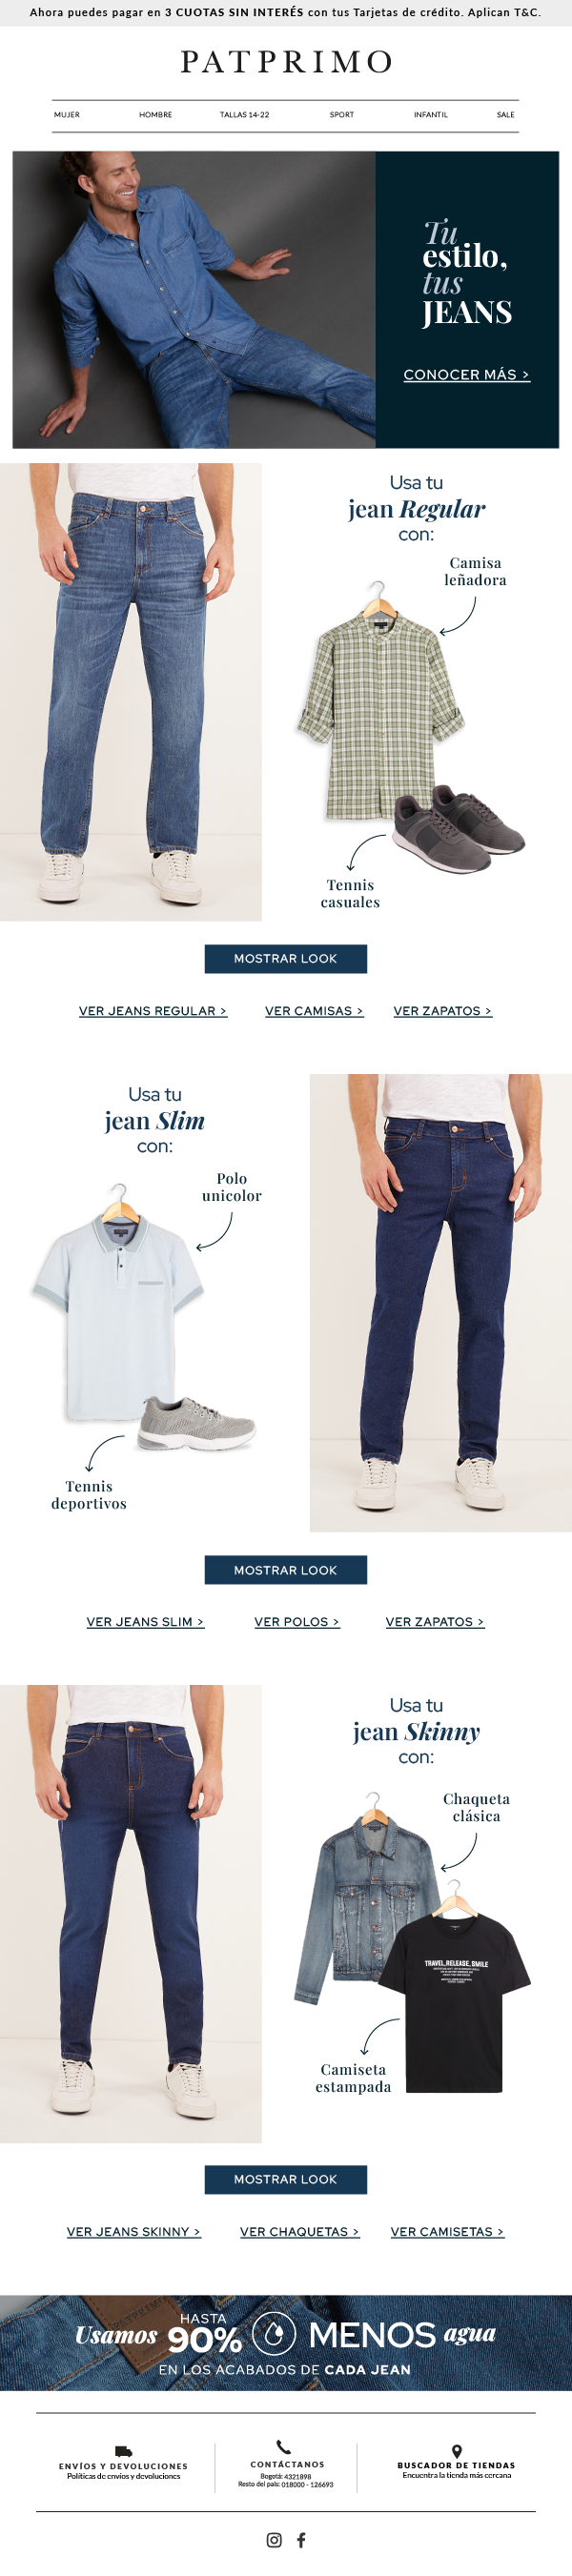 Ahora puedes pagar en 3 CUOTAS SIN INTERÉS con tus Tarjetas de crédito. Aplican T&C.
PATPRIMO
MUJER HOMBRE TALLAS 14-22 SPORT INFANTIL SALE
Tu
estilo,
tus
JEANS
CONOCER MÁS >
Usa tu
jean Regular
con:
Camisa
leñadora
Tennis
casuales
MOSTRAR LOOK
VER JEANS REGULAR > VER CAMISAS > VER ZAPATOS >
Usa tu
jean Slim
con:
Polo
unicolor
Tennis
deportivos
MOSTRAR LOOK
VER JEANS SLIM > VER POLOS > VER ZAPATOS >
Usa tu
jean Skinny
con:
Chaqueta
clásica
TRAVEL, RELEASE, SMILE
Camiseta
estampada
MOSTRAR LOOK
VER JEANS SKINNY > VER CHAQUETAS > VER CAMISETAS >
Usamos HASTA 90% MENOS agua
EN LOS ACABADOS DE CADA JEAN
ENVÍOS Y DEVOLUCIONES
Políticas de envíos y devoluciones
CONTÁCTANOS
Bogotá: 4321898
Resto del país: 018000 - 126693
BUSCADOR DE TIENDAS
Encuentra la tienda más cercana